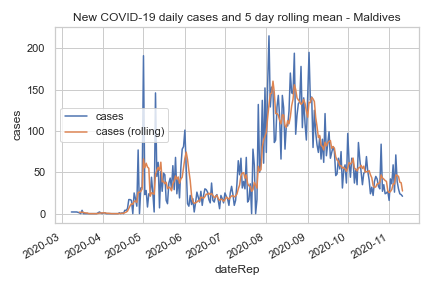 New COVID-19 daily cases and 5 day rolling mean - Maldives
200
150
100
50
0
cases
cases
cases (rolling)
2020-03
2020-04
2020-05
2020-06
2020-07
2020-08
2020-09
2020-10
2020-11
dateRep